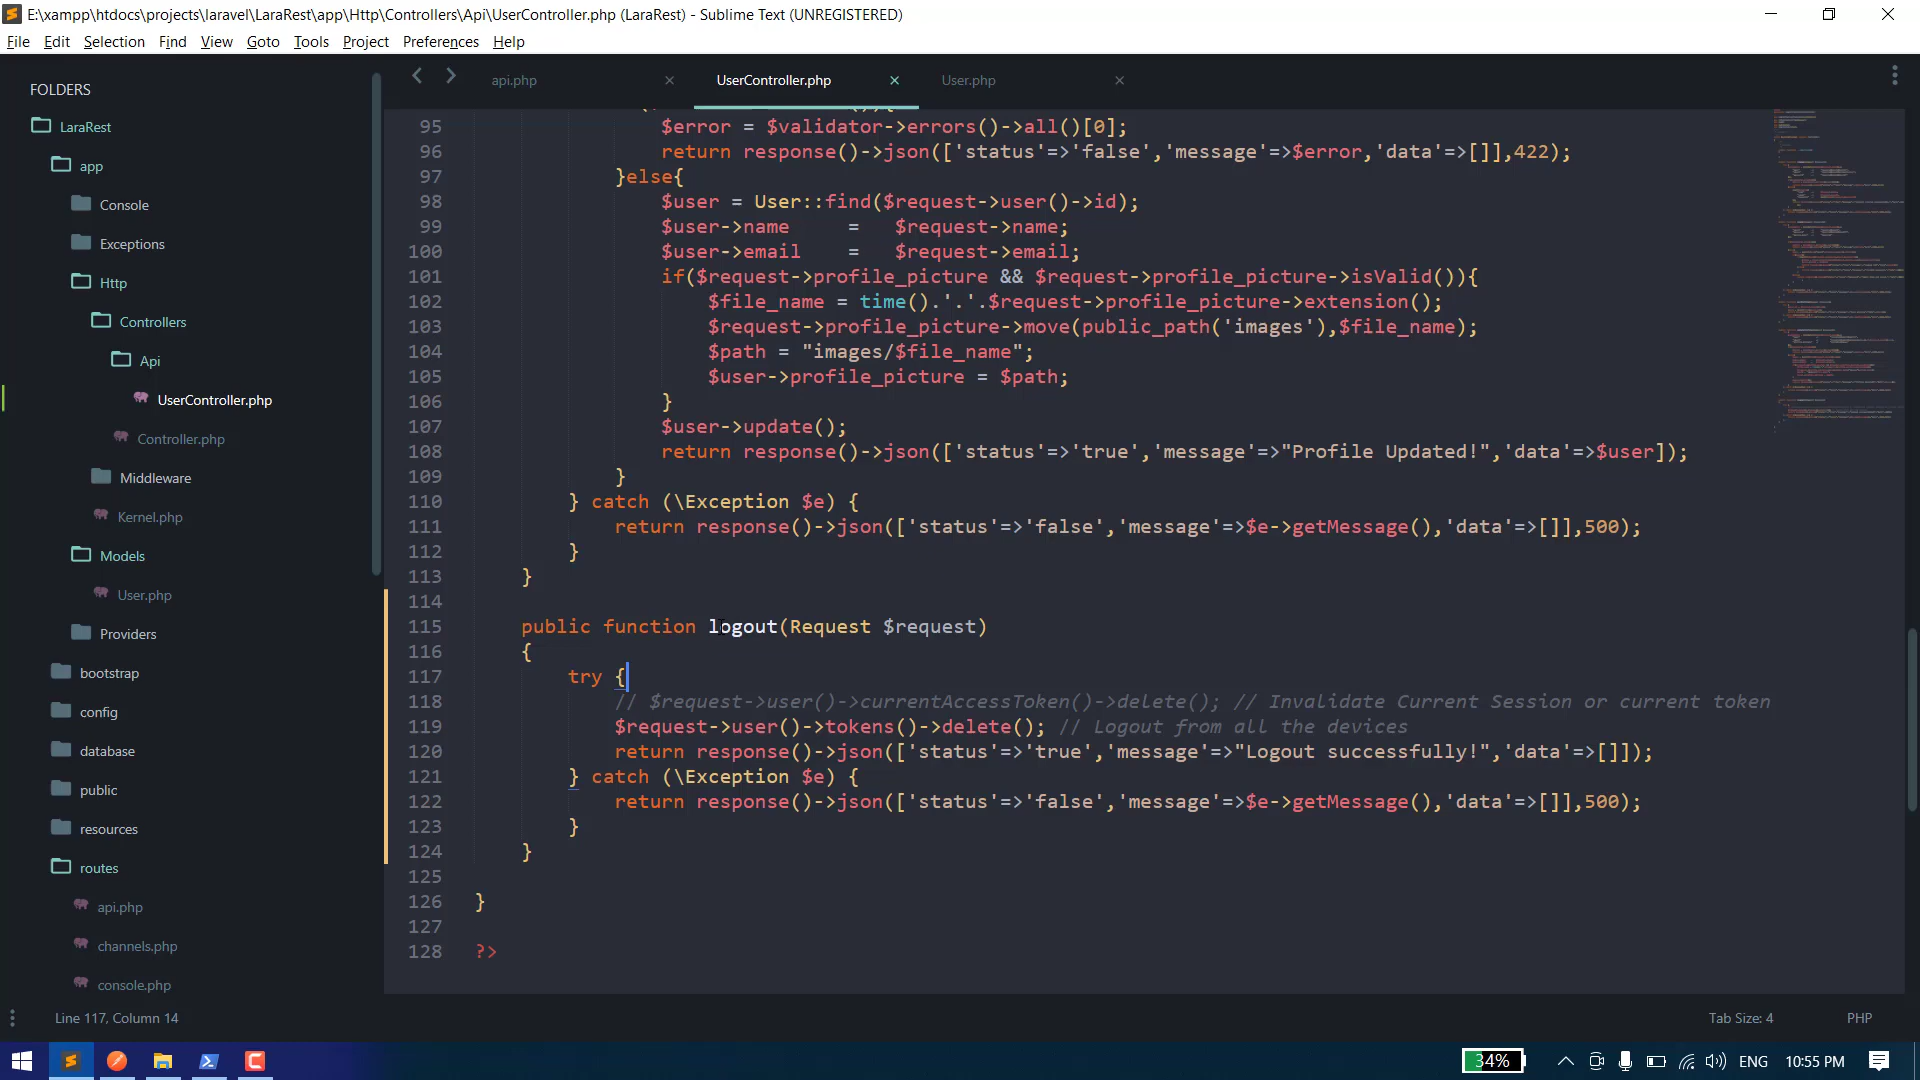 E:\xampp\htdocs\projects\laravel\LaraRest\app\Http\Controllers\Api\UserController.php (LaraRest) - Sublime Text (UNREGISTERED)
File Edit Selection Find View Goto Tools Project Preferences Help
FOLDERS
LaraRest
app
Console
Exceptions
Http
Controllers
Api
UserController.php
Controller.php
Middleware
Kernel.php
Models
User.php
Providers
bootstrap
config
database
public
resources
routes
api.php
channels.php
console.php
api.php UserController.php User.php
95 $error = $validator->errors()->all()[0];
96 return response()->json(['status'=>'false','message'=>$error,'data'=>[]],422);
97 }else{
98 $user = User::find($request->user()->id);
99 $user->name = $request->name;
100 $user->email = $request->email;
101 if($request->profile_picture && $request->profile_picture->isValid()){
102 $file_name = time().'.'.$request->profile_picture->extension();
103 $request->profile_picture->move(public_path('images'),$file_name);
104 $path = "images/$file_name";
105 $user->profile_picture = $path;
106 }
107 $user->update();
108 return response()->json(['status'=>'true','message'=>"Profile Updated!",'data'=>$user]);
109 }
110 } catch (\Exception $e) {
111 return response()->json(['status'=>'false','message'=>$e->getMessage(),'data'=>[]],500);
112 }
113 }
114
115 public function logout(Request $request)
116 {
117 try {
118 // $request->user()->currentAccessToken()->delete(); // Invalidate Current Session or current token
119 $request->user()->tokens()->delete(); // Logout from all the devices
120 return response()->json(['status'=>'true','message'=>"Logout successfully!",'data'=>[]]);
121 } catch (\Exception $e) {
122 return response()->json(['status'=>'false','message'=>$e->getMessage(),'data'=>[]],500);
123 }
124 }
125
126 }
127
128 ?>
Line 117, Column 14
Tab Size: 4 PHP
34% ENG 10:55 PM